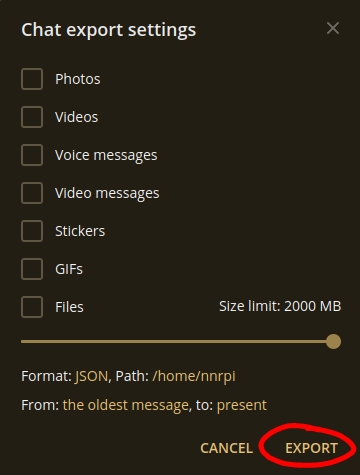 Chat export settings
Photos
Videos
Voice messages
Video messages
Stickers
GIFs
Files Size limit: 2000 MB
Format: JSON, Path: /home/nnrpi
From: the oldest message, to: present
CANCEL EXPORT